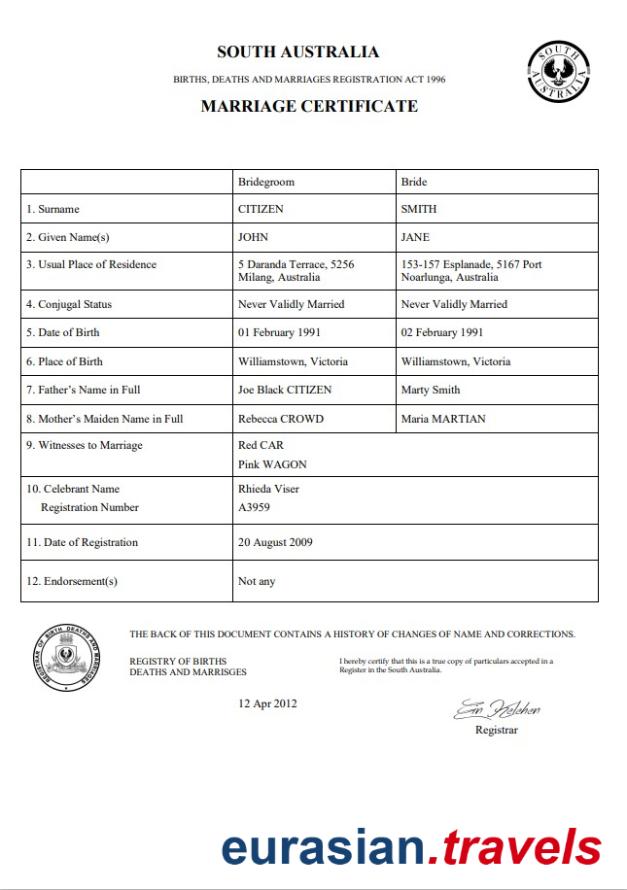 SOUTH AUSTRALIA
BIRTHS, DEATHS AND MARRIAGES REGISTRATION ACT 1996
MARRIAGE CERTIFICATE
SOUTH AUSTRALIA
Bridegroom Bride
1. Surname CITIZEN SMITH
2. Given Name(s) JOHN JANE
3. Usual Place of Residence 5 Daranda Terrace, 5256 153-157 Esplanade, 5167 Port
Milang, Australia Noarlunga, Australia
4. Conjugal Status Never Validly Married Never Validly Married
5. Date of Birth 01 February 1991 02 February 1991
6. Place of Birth Williamstown, Victoria Williamstown, Victoria
7. Father’s Name in Full Joe Black CITIZEN Marty Smith
8. Mother’s Maiden Name in Full Rebecca CROWD Maria MARTIAN
9. Witnesses to Marriage Red CAR
Pink WAGON
10. Celebrant Name Rhieda Viser
Registration Number A3959
11. Date of Registration 20 August 2009
12. Endorsement(s) Not any
REGISTRAR OF BIRTH DEATHS AND MARRIAGES
THE BACK OF THIS DOCUMENT CONTAINS A HISTORY OF CHANGES OF NAME AND CORRECTIONS.
REGISTRY OF BIRTHS
DEATHS AND MARRISGES
I hereby certify that this is a true copy of particulars accepted in a
Register in the South Australia.
12 Apr 2012
Registrar
eurasian.travels